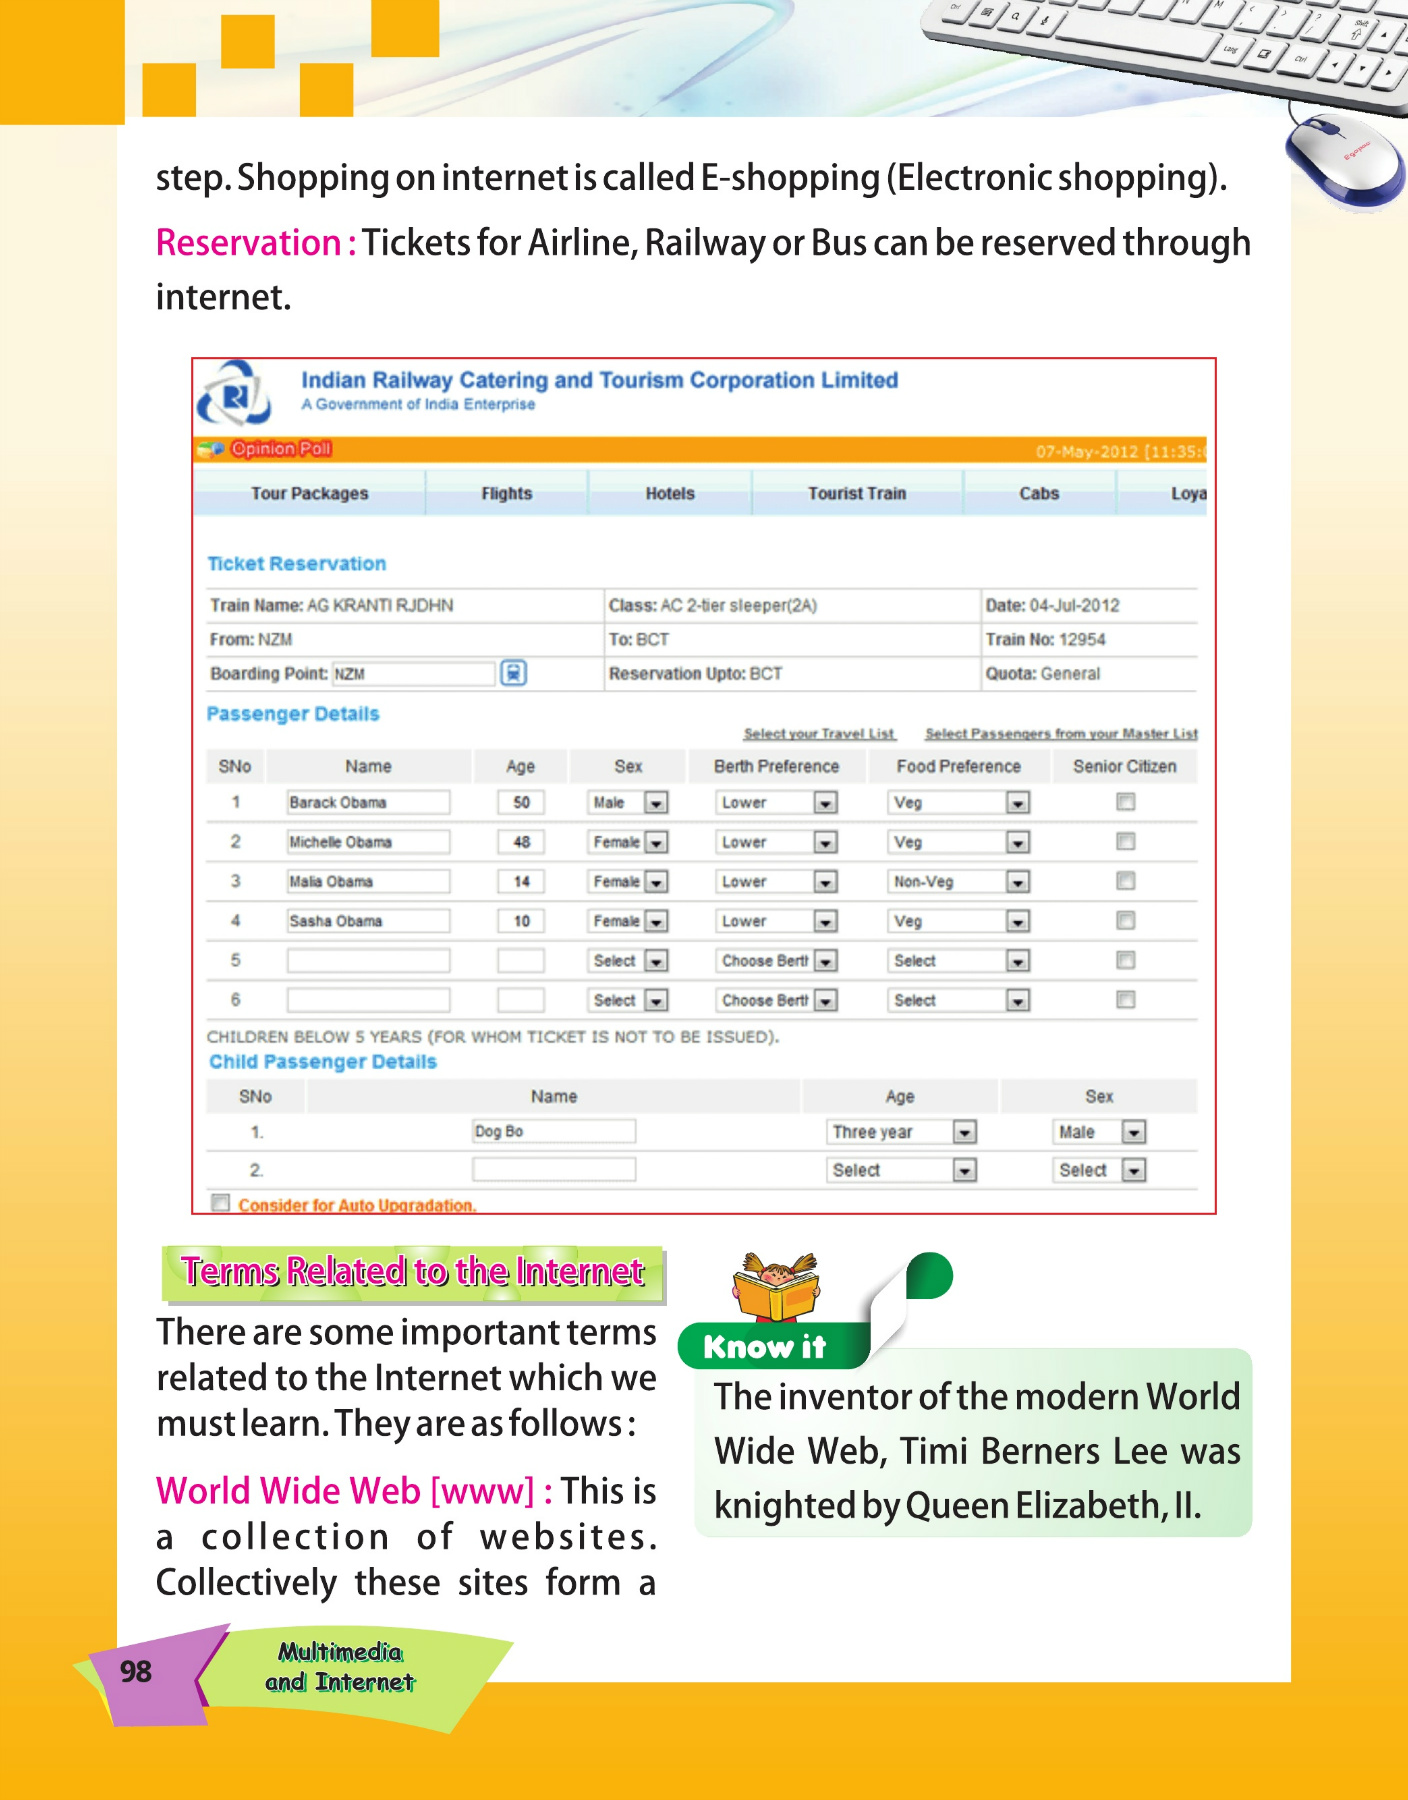 step. Shopping on internet is called E-shopping (Electronic shopping).
Reservation : Tickets for Airline, Railway or Bus can be reserved through
internet.
Indian Railway Catering and Tourism Corporation Limited
A Government of India Enterprise
Opinion Poll 07-May-2012 [11:35:
Tour Packages Flights Hotels Tourist Train Cabs Loya
Ticket Reservation
Train Name: AG KRANTI RJDHN Class: AC 2-tier sleeper(2A) Date: 04-Jul-2012
From: NZM To: BCT Train No: 12954
Boarding Point: NZM Reservation Upto: BCT Quota: General
Passenger Details
Select your Travel List Select Passengers from your Master List
SNo Name Age Sex Berth Preference Food Preference Senior Citizen
1 Barack Obama 50 Male Lower Veg
2 Michelle Obama 48 Female Lower Veg
3 Malia Obama 14 Female Lower Non-Veg
4 Sasha Obama 10 Female Lower Veg
5 Select Choose Bertl Select
6 Select Choose Bertl Select
CHILDREN BELOW 5 YEARS (FOR WHOM TICKET IS NOT TO BE ISSUED).
Child Passenger Details
SNo Name Age Sex
1. Dog Bo Three year Male
2. Select Select
Consider for Auto Upgradation.
Terms Related to the Internet
There are some important terms
related to the Internet which we
must learn. They are as follows :
World Wide Web [www] : This is
a collection of websites.
Collectively these sites form a
Know it
The inventor of the modern World
Wide Web, Timi Berners Lee was
knighted by Queen Elizabeth, II.
98
Multimedia
and Internet